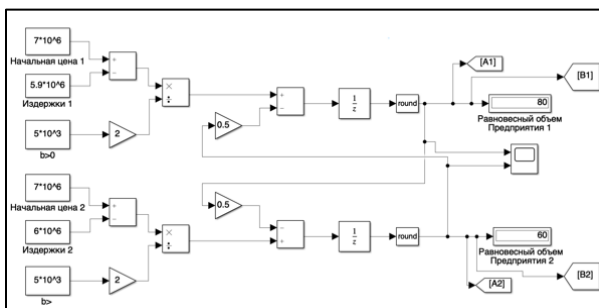 7*10^6
Начальная цена 1
[A1]
[B1]
5.9*10^6
Издержки 1
1
z
round
80
Равновесный объем
Предприятия 1
5*10^3
2
0.5
b>0
7*10^6
Начальная цена 2
0.5
6*10^6
Издержки 2
1
z
round
60
Равновесный объем
Предприятия 2
5*10^3
2
[A2]
[B2]
b>